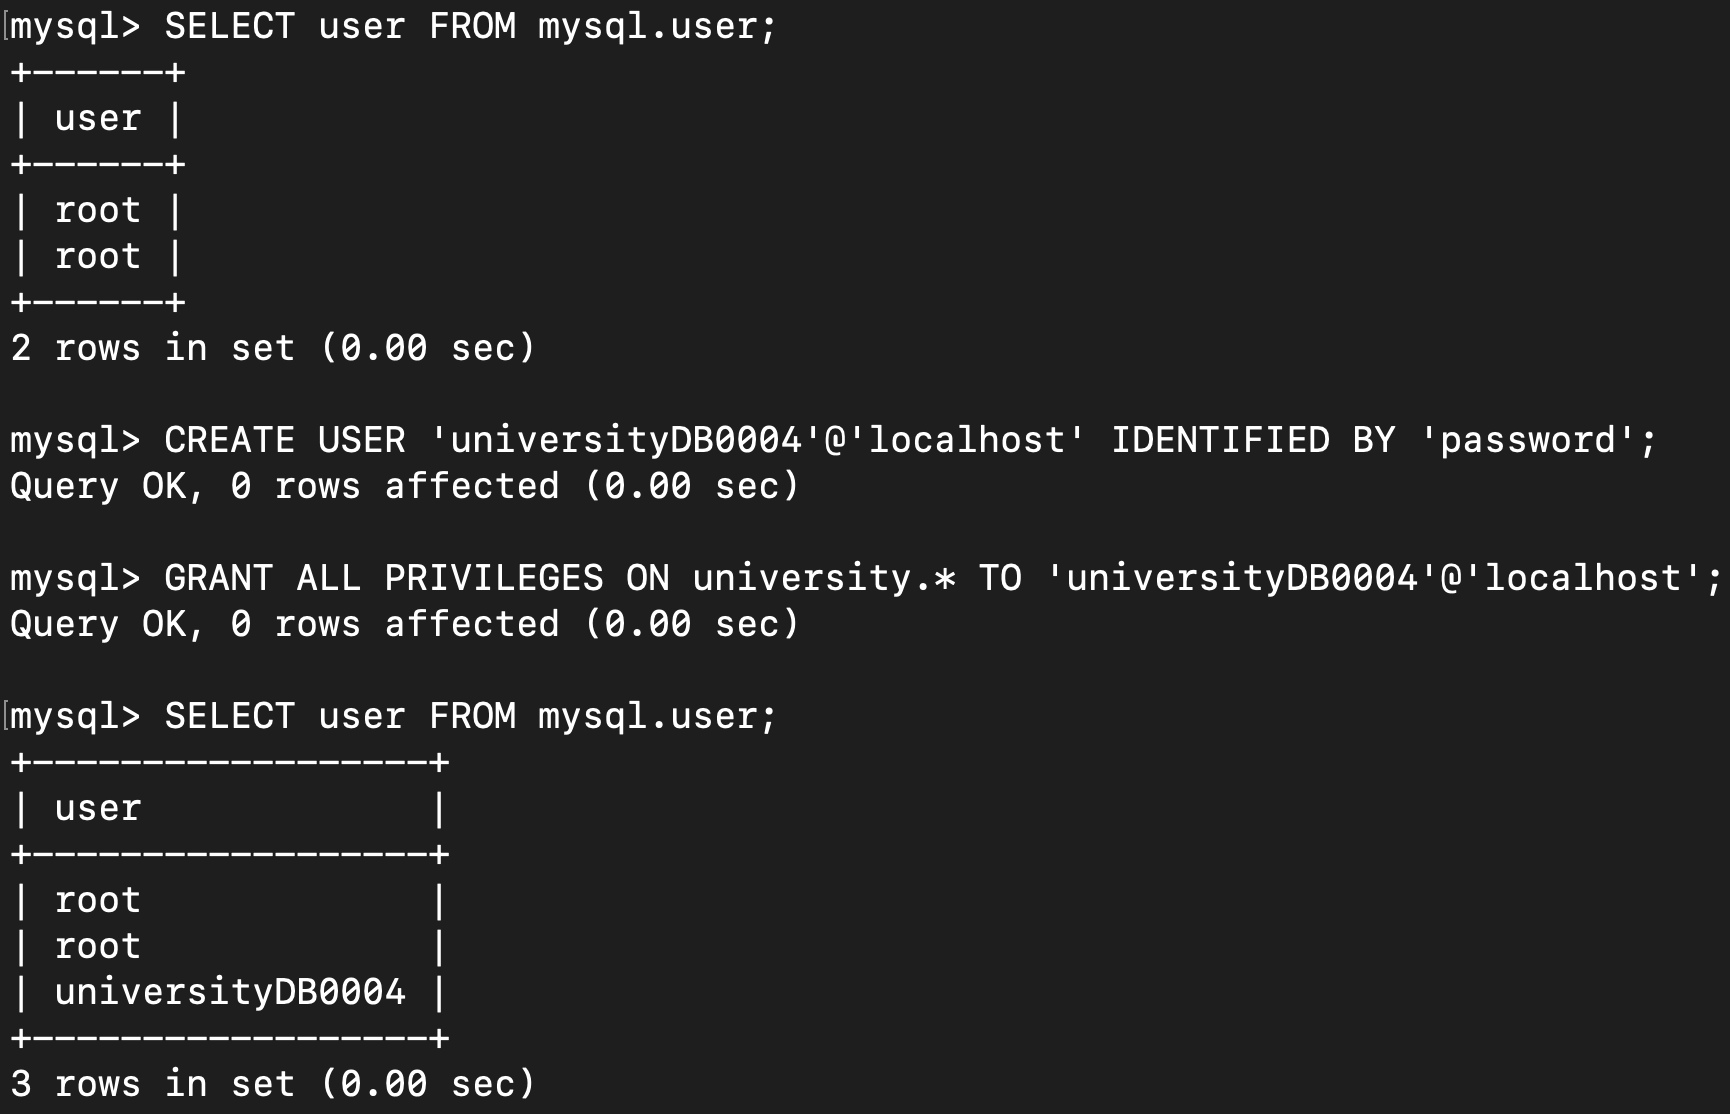 mysql> SELECT user FROM mysql.user;
+------+
| user |
+------+
| root |
| root |
+------+
2 rows in set (0.00 sec)

mysql> CREATE USER 'universityDB0004'@'localhost' IDENTIFIED BY 'password';
Query OK, 0 rows affected (0.00 sec)

mysql> GRANT ALL PRIVILEGES ON university.* TO 'universityDB0004'@'localhost';
Query OK, 0 rows affected (0.00 sec)

mysql> SELECT user FROM mysql.user;
+------------------+
| user             |
+------------------+
| root             |
| root             |
| universityDB0004 |
+------------------+
3 rows in set (0.00 sec)